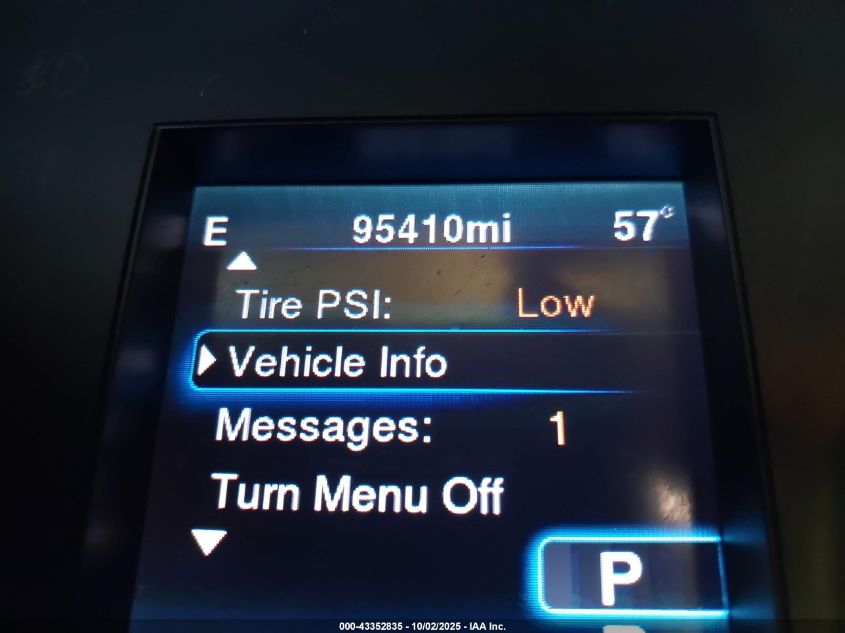 E 95410mi 57°
Tire PSI: Low
Vehicle Info
Messages: 1
Turn Menu Off
P
000-43352835 - 10/02/2025 - IAA Inc.